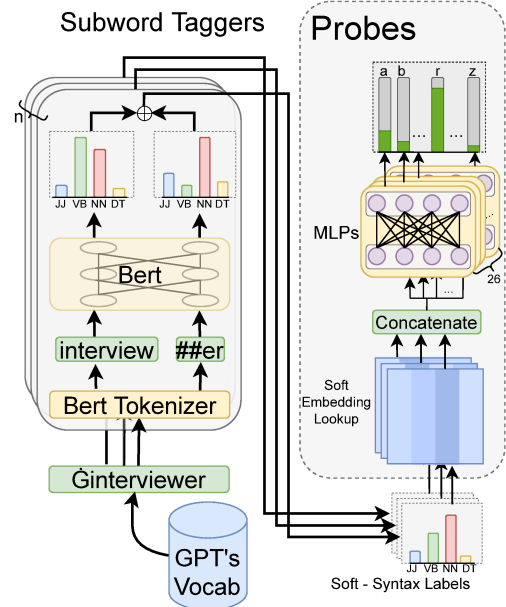 Subword Taggers
n
JJ VB NN DT
JJ VB NN DT
Bert
interview
##er
Bert Tokenizer
Ġinterviewer
GPT's
Vocab
Probes
a b r z
... ...
MLPs
...
26
...
Concatenate
Soft
Embedding
Lookup
JJ VB NN DT
Soft - Syntax Labels